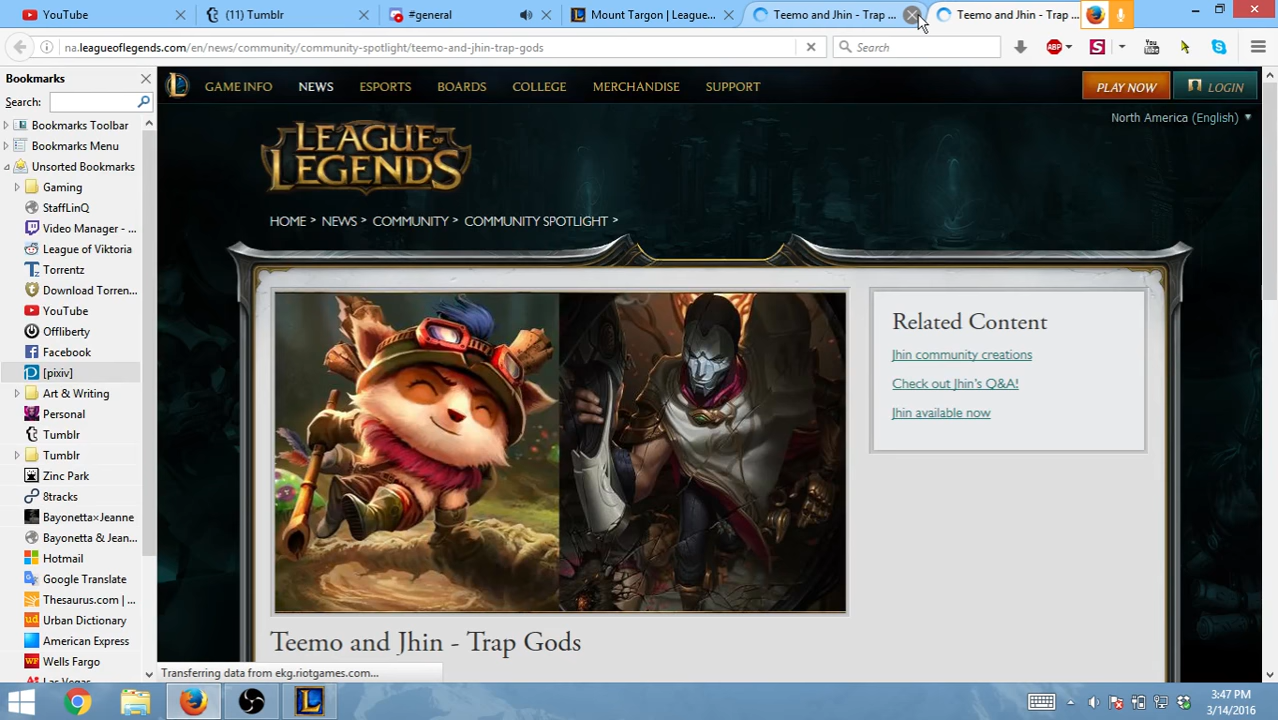 YouTube
(11) Tumblr
#general
Mount Targon | League...
Teemo and Jhin - Trap ...
Teemo and Jhin - Trap ...
na.leagueoflegends.com/en/news/community/community-spotlight/teemo-and-jhin-trap-gods
Search
ABP
S
You Tube
Bookmarks
Search:
Bookmarks Toolbar
Bookmarks Menu
Unsorted Bookmarks
Gaming
StaffLinQ
Video Manager - ...
League of Viktoria
Torrentz
Download Torren...
YouTube
Offliberty
Facebook
[pixiv]
Art & Writing
Personal
Tumblr
Tumblr
Zinc Park
8tracks
Bayonetta×Jeanne
Bayonetta & Jean...
Hotmail
Google Translate
Thesaurus.com | ...
Urban Dictionary
American Express
Wells Fargo
GAME INFO
NEWS
ESPORTS
BOARDS
COLLEGE
MERCHANDISE
SUPPORT
PLAY NOW
LOGIN
North America (English)
LEAGUE OF LEGENDS
HOME > NEWS > COMMUNITY > COMMUNITY SPOTLIGHT >
Related Content
Jhin community creations
Check out Jhin's Q&A!
Jhin available now
Teemo and Jhin - Trap Gods
Transferring data from ekg.riotgames.com...
3:47 PM
3/14/2016